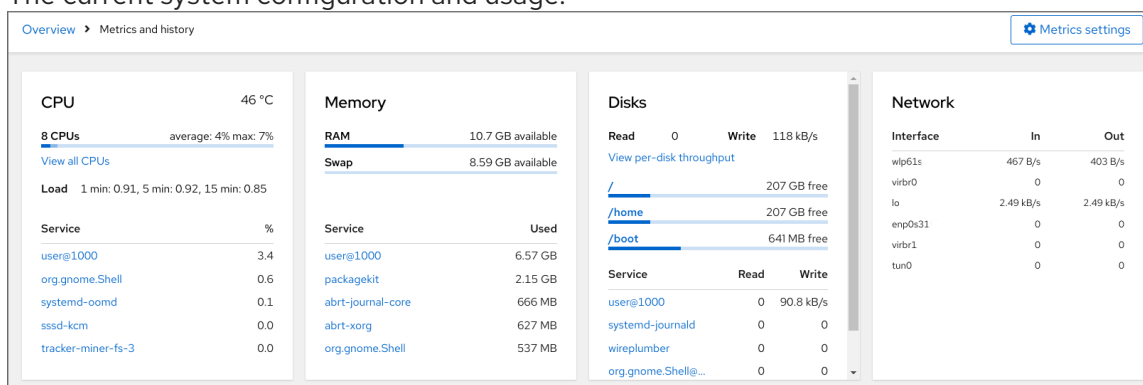 The current system configuration and usage.
Overview > Metrics and history
Metrics settings
CPU 46 °C
8 CPUs average: 4% max: 7%
View all CPUs
Load 1 min: 0.91, 5 min: 0.92, 15 min: 0.85
Service %
user@1000 3.4
org.gnome.Shell 0.6
systemd-oomd 0.1
sssd-kcm 0.0
tracker-miner-fs-3 0.0
Memory
RAM 10.7 GB available
Swap 8.59 GB available
Service Used
user@1000 6.57 GB
packagekit 2.15 GB
abrt-journal-core 666 MB
abrt-xorg 627 MB
org.gnome.Shell 537 MB
Disks
Read 0 Write 118 kB/s
View per-disk throughput
/ 207 GB free
/home 207 GB free
/boot 641 MB free
Service Read Write
user@1000 0 90.8 kB/s
systemd-journald 0 0
wireplumber 0 0
org.gnome.Shell@... 0 0
Network
Interface In Out
wlp61s 467 B/s 403 B/s
virbr0 0 0
lo 2.49 kB/s 2.49 kB/s
enp0s31 0 0
virbr1 0 0
tun0 0 0